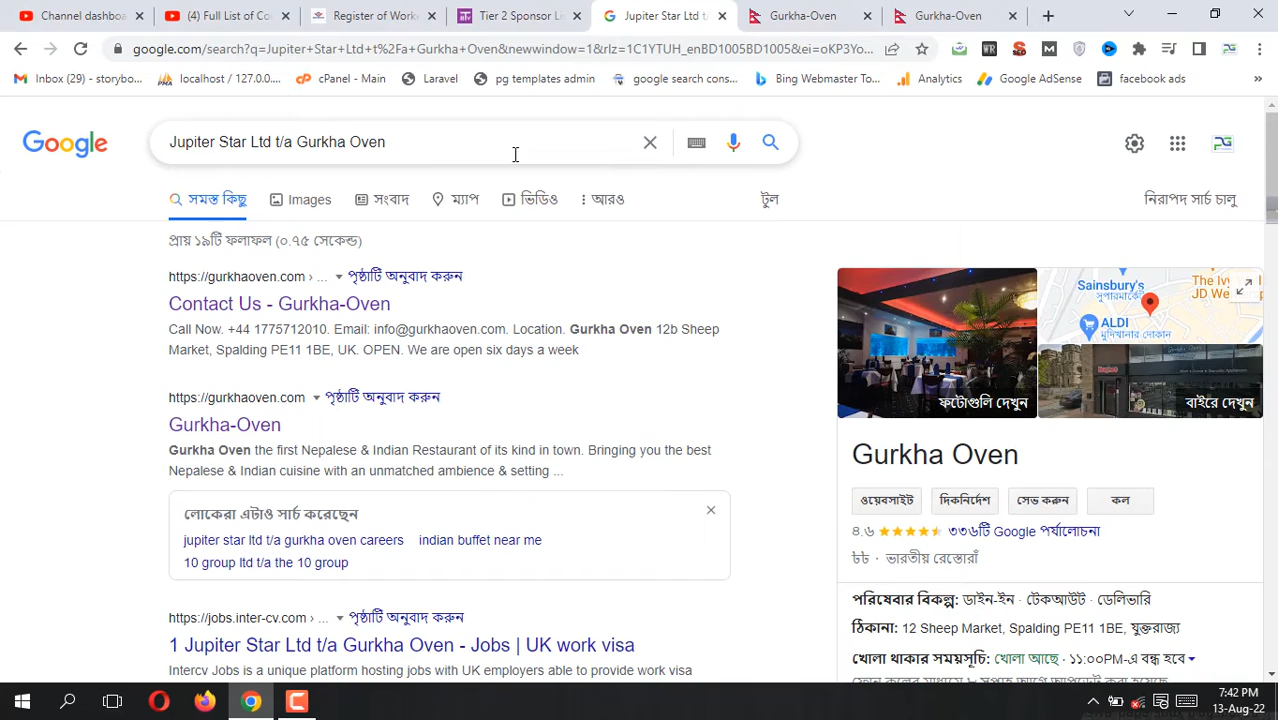 Channel dashboa
(4) Full List of Co
Register of Work
Tier 2 Sponsor L
Jupiter Star Ltd t/
Gurkha-Oven
Gurkha-Oven
google.com/search?q=Jupiter+Star+Ltd+t%2Fa+Gurkha+Oven&newwindow=1&rlz=1C1YTUH_enBD1005BD1005&ei=oKP3Yo...
Inbox (29) - storybo...
localhost / 127.0.0...
cPanel - Main
Laravel
pg templates admin
google search cons...
Bing Webmaster To...
Analytics
Google AdSense
facebook ads
Google
Jupiter Star Ltd t/a Gurkha Oven
সমস্ত কিছু
Images
সংবাদ
ম্যাপ
ভিডিও
আরও
টুল
নিরাপদ সার্চ চালু
প্রায় ১৯টি ফলাফল (০.৭৫ সেকেন্ড)
https://gurkhaoven.com › ... পৃষ্ঠাটি অনুবাদ করুন
Contact Us - Gurkha-Oven
Call Now. +44 1775712010. Email: info@gurkhaoven.com. Location. Gurkha Oven 12b Sheep
Market, Spalding PE11 1BE, UK. OPEN. We are open six days a week
https://gurkhaoven.com পৃষ্ঠাটি অনুবাদ করুন
Gurkha-Oven
Gurkha Oven the first Nepalese & Indian Restaurant of its kind in town. Bringing you the best
Nepalese & Indian cuisine with an unmatched ambience & setting ...
লোকেরা এটাও সার্চ করেছেন
jupiter star ltd t/a gurkha oven careers
indian buffet near me
10 group ltd t/a the 10 group
https://jobs.inter-cv.com › ... পৃষ্ঠাটি অনুবাদ করুন
1 Jupiter Star Ltd t/a Gurkha Oven - Jobs | UK work visa
Intercv Jobs is a unique platform hosting jobs with UK employers able to provide work visa
Sainsbury's
সুপারমার্কেট
The Ivy
JD We
ALDI
মুদিখানার দোকান
ফটোগুলি দেখুন
বাইরে দেখুন
Gurkha Oven
ওয়েবসাইট
দিকনির্দেশ
সেভ করুন
কল
৪.৬ ৩৩৬টি Google পর্যালোচনা
৳৳ · ভারতীয় রেস্তোরাঁ
পরিষেবার বিকল্প: ডাইন-ইন · টেকআউট · ডেলিভারি
ঠিকানা: 12 Sheep Market, Spalding PE11 1BE, যুক্তরাজ্য
খোলা থাকার সময়সূচি: খোলা আছে · ১১:০০PM-এ বন্ধ হবে
7:42 PM
13-Aug-22